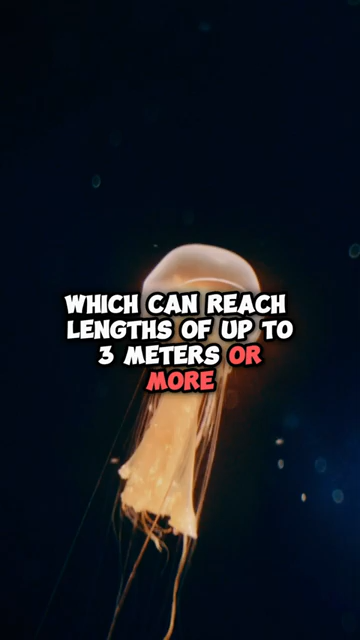 WHICH CAN REACH
LENGTHS OF UP TO
3 METERS OR
MORE